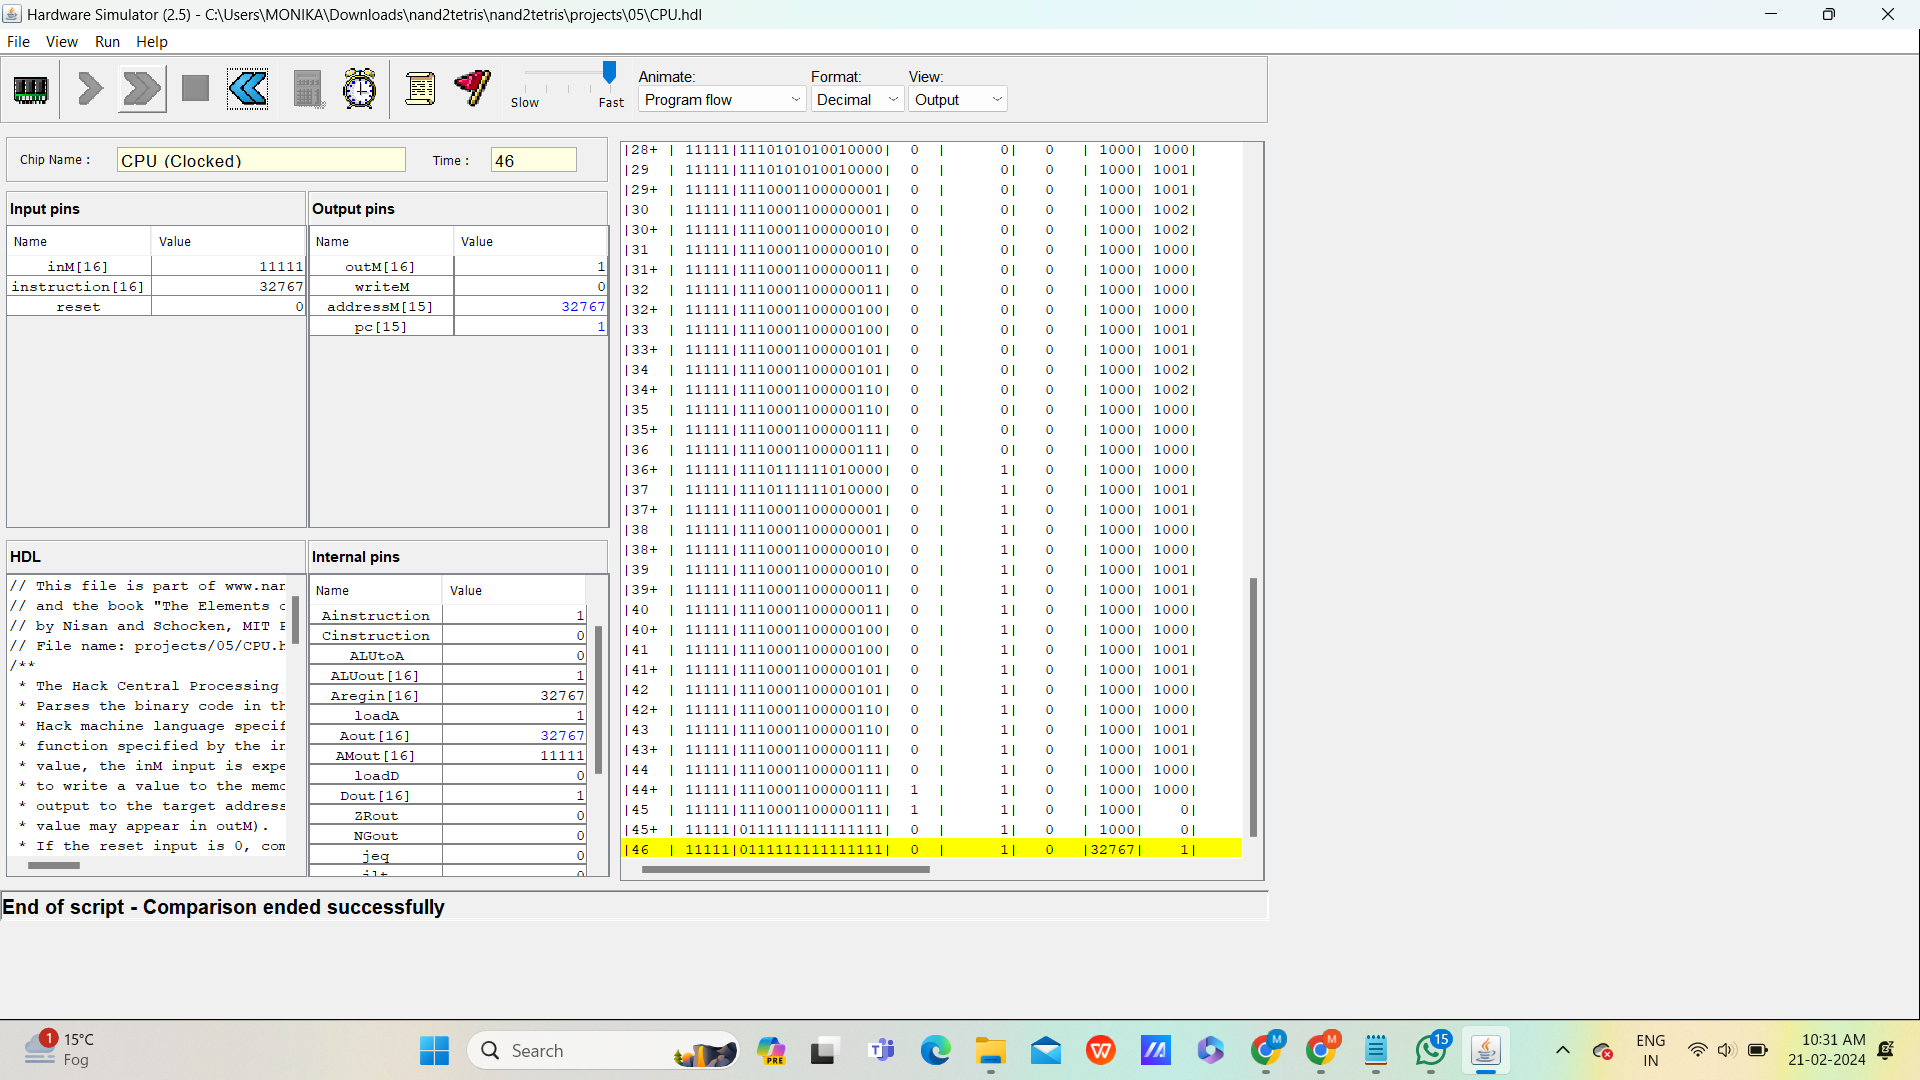 Hardware Simulator (2.5) - C:\Users\MONIKA\Downloads\nand2tetris\nand2tetris\projects\05\CPU.hdl
File View Run Help
Slow Fast
Animate: Format: View:
Program flow Decimal Output
Chip Name : CPU (Clocked) Time : 46
Input pins
Name Value
inM[16] 11111
instruction[16] 32767
reset 0
Output pins
Name Value
outM[16] 1
writeM 0
addressM[15] 32767
pc[15] 1
HDL
// This file is part of www.nan
// and the book "The Elements o
// by Nisan and Schocken, MIT P
// File name: projects/05/CPU.h
/**
* The Hack Central Processing
* Parses the binary code in th
* Hack machine language specif
* function specified by the in
* value, the inM input is expe
* to write a value to the memo
* output to the target address
* value may appear in outM).
* If the reset input is 0, com
Internal pins
Name Value
Ainstruction 1
Cinstruction 0
ALUtoA 0
ALUout[16] 1
Aregin[16] 32767
loadA 1
Aout[16] 32767
AMout[16] 11111
loadD 0
Dout[16] 1
ZRout 0
NGout 0
jeq 0
jlt 0
|28+ | 11111|1110101010010000| 0 | 0| 0 | 1000| 1000|
|29 | 11111|1110101010010000| 0 | 0| 0 | 1000| 1001|
|29+ | 11111|1110001100000001| 0 | 0| 0 | 1000| 1001|
|30 | 11111|1110001100000001| 0 | 0| 0 | 1000| 1002|
|30+ | 11111|1110001100000010| 0 | 0| 0 | 1000| 1002|
|31 | 11111|1110001100000010| 0 | 0| 0 | 1000| 1000|
|31+ | 11111|1110001100000011| 0 | 0| 0 | 1000| 1000|
|32 | 11111|1110001100000011| 0 | 0| 0 | 1000| 1000|
|32+ | 11111|1110001100000100| 0 | 0| 0 | 1000| 1000|
|33 | 11111|1110001100000100| 0 | 0| 0 | 1000| 1001|
|33+ | 11111|1110001100000101| 0 | 0| 0 | 1000| 1001|
|34 | 11111|1110001100000101| 0 | 0| 0 | 1000| 1002|
|34+ | 11111|1110001100000110| 0 | 0| 0 | 1000| 1002|
|35 | 11111|1110001100000110| 0 | 0| 0 | 1000| 1000|
|35+ | 11111|1110001100000111| 0 | 0| 0 | 1000| 1000|
|36 | 11111|1110001100000111| 0 | 0| 0 | 1000| 1000|
|36+ | 11111|1110111111010000| 0 | 1| 0 | 1000| 1000|
|37 | 11111|1110111111010000| 0 | 1| 0 | 1000| 1001|
|37+ | 11111|1110001100000001| 0 | 1| 0 | 1000| 1001|
|38 | 11111|1110001100000001| 0 | 1| 0 | 1000| 1000|
|38+ | 11111|1110001100000010| 0 | 1| 0 | 1000| 1000|
|39 | 11111|1110001100000010| 0 | 1| 0 | 1000| 1001|
|39+ | 11111|1110001100000011| 0 | 1| 0 | 1000| 1001|
|40 | 11111|1110001100000011| 0 | 1| 0 | 1000| 1000|
|40+ | 11111|1110001100000100| 0 | 1| 0 | 1000| 1000|
|41 | 11111|1110001100000100| 0 | 1| 0 | 1000| 1001|
|41+ | 11111|1110001100000101| 0 | 1| 0 | 1000| 1001|
|42 | 11111|1110001100000101| 0 | 1| 0 | 1000| 1000|
|42+ | 11111|1110001100000110| 0 | 1| 0 | 1000| 1000|
|43 | 11111|1110001100000110| 0 | 1| 0 | 1000| 1001|
|43+ | 11111|1110001100000111| 0 | 1| 0 | 1000| 1001|
|44 | 11111|1110001100000111| 0 | 1| 0 | 1000| 1000|
|44+ | 11111|1110001100000111| 1 | 1| 0 | 1000| 1000|
|45 | 11111|1110001100000111| 1 | 1| 0 | 1000| 0|
|45+ | 11111|0111111111111111| 0 | 1| 0 | 1000| 0|
|46 | 11111|0111111111111111| 0 | 1| 0 |32767| 1|
End of script - Comparison ended successfully
1
15°C
Fog
Search
PRE
M
M
15
ENG
IN
10:31 AM
21-02-2024